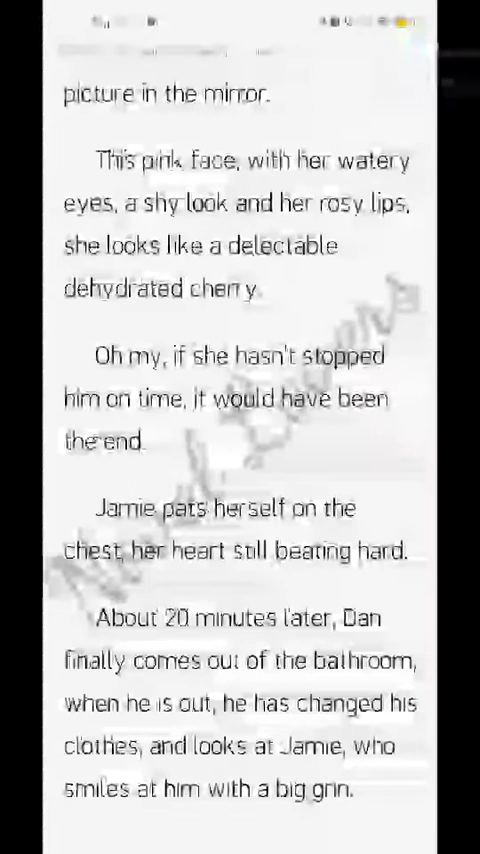 picture in the mirror.
This pink face, with her watery
eyes, a shy look and her rosy lips,
she looks like a delectable
dehydrated cherry.
Oh my, if she hasn't stopped
him on time, it would have been
the end.
Jamie pats herself on the
chest, her heart still beating hard.
About 20 minutes later, Dan
finally comes out of the bathroom,
when he is out, he has changed his
clothes, and looks at Jamie, who
smiles at him with a big grin.